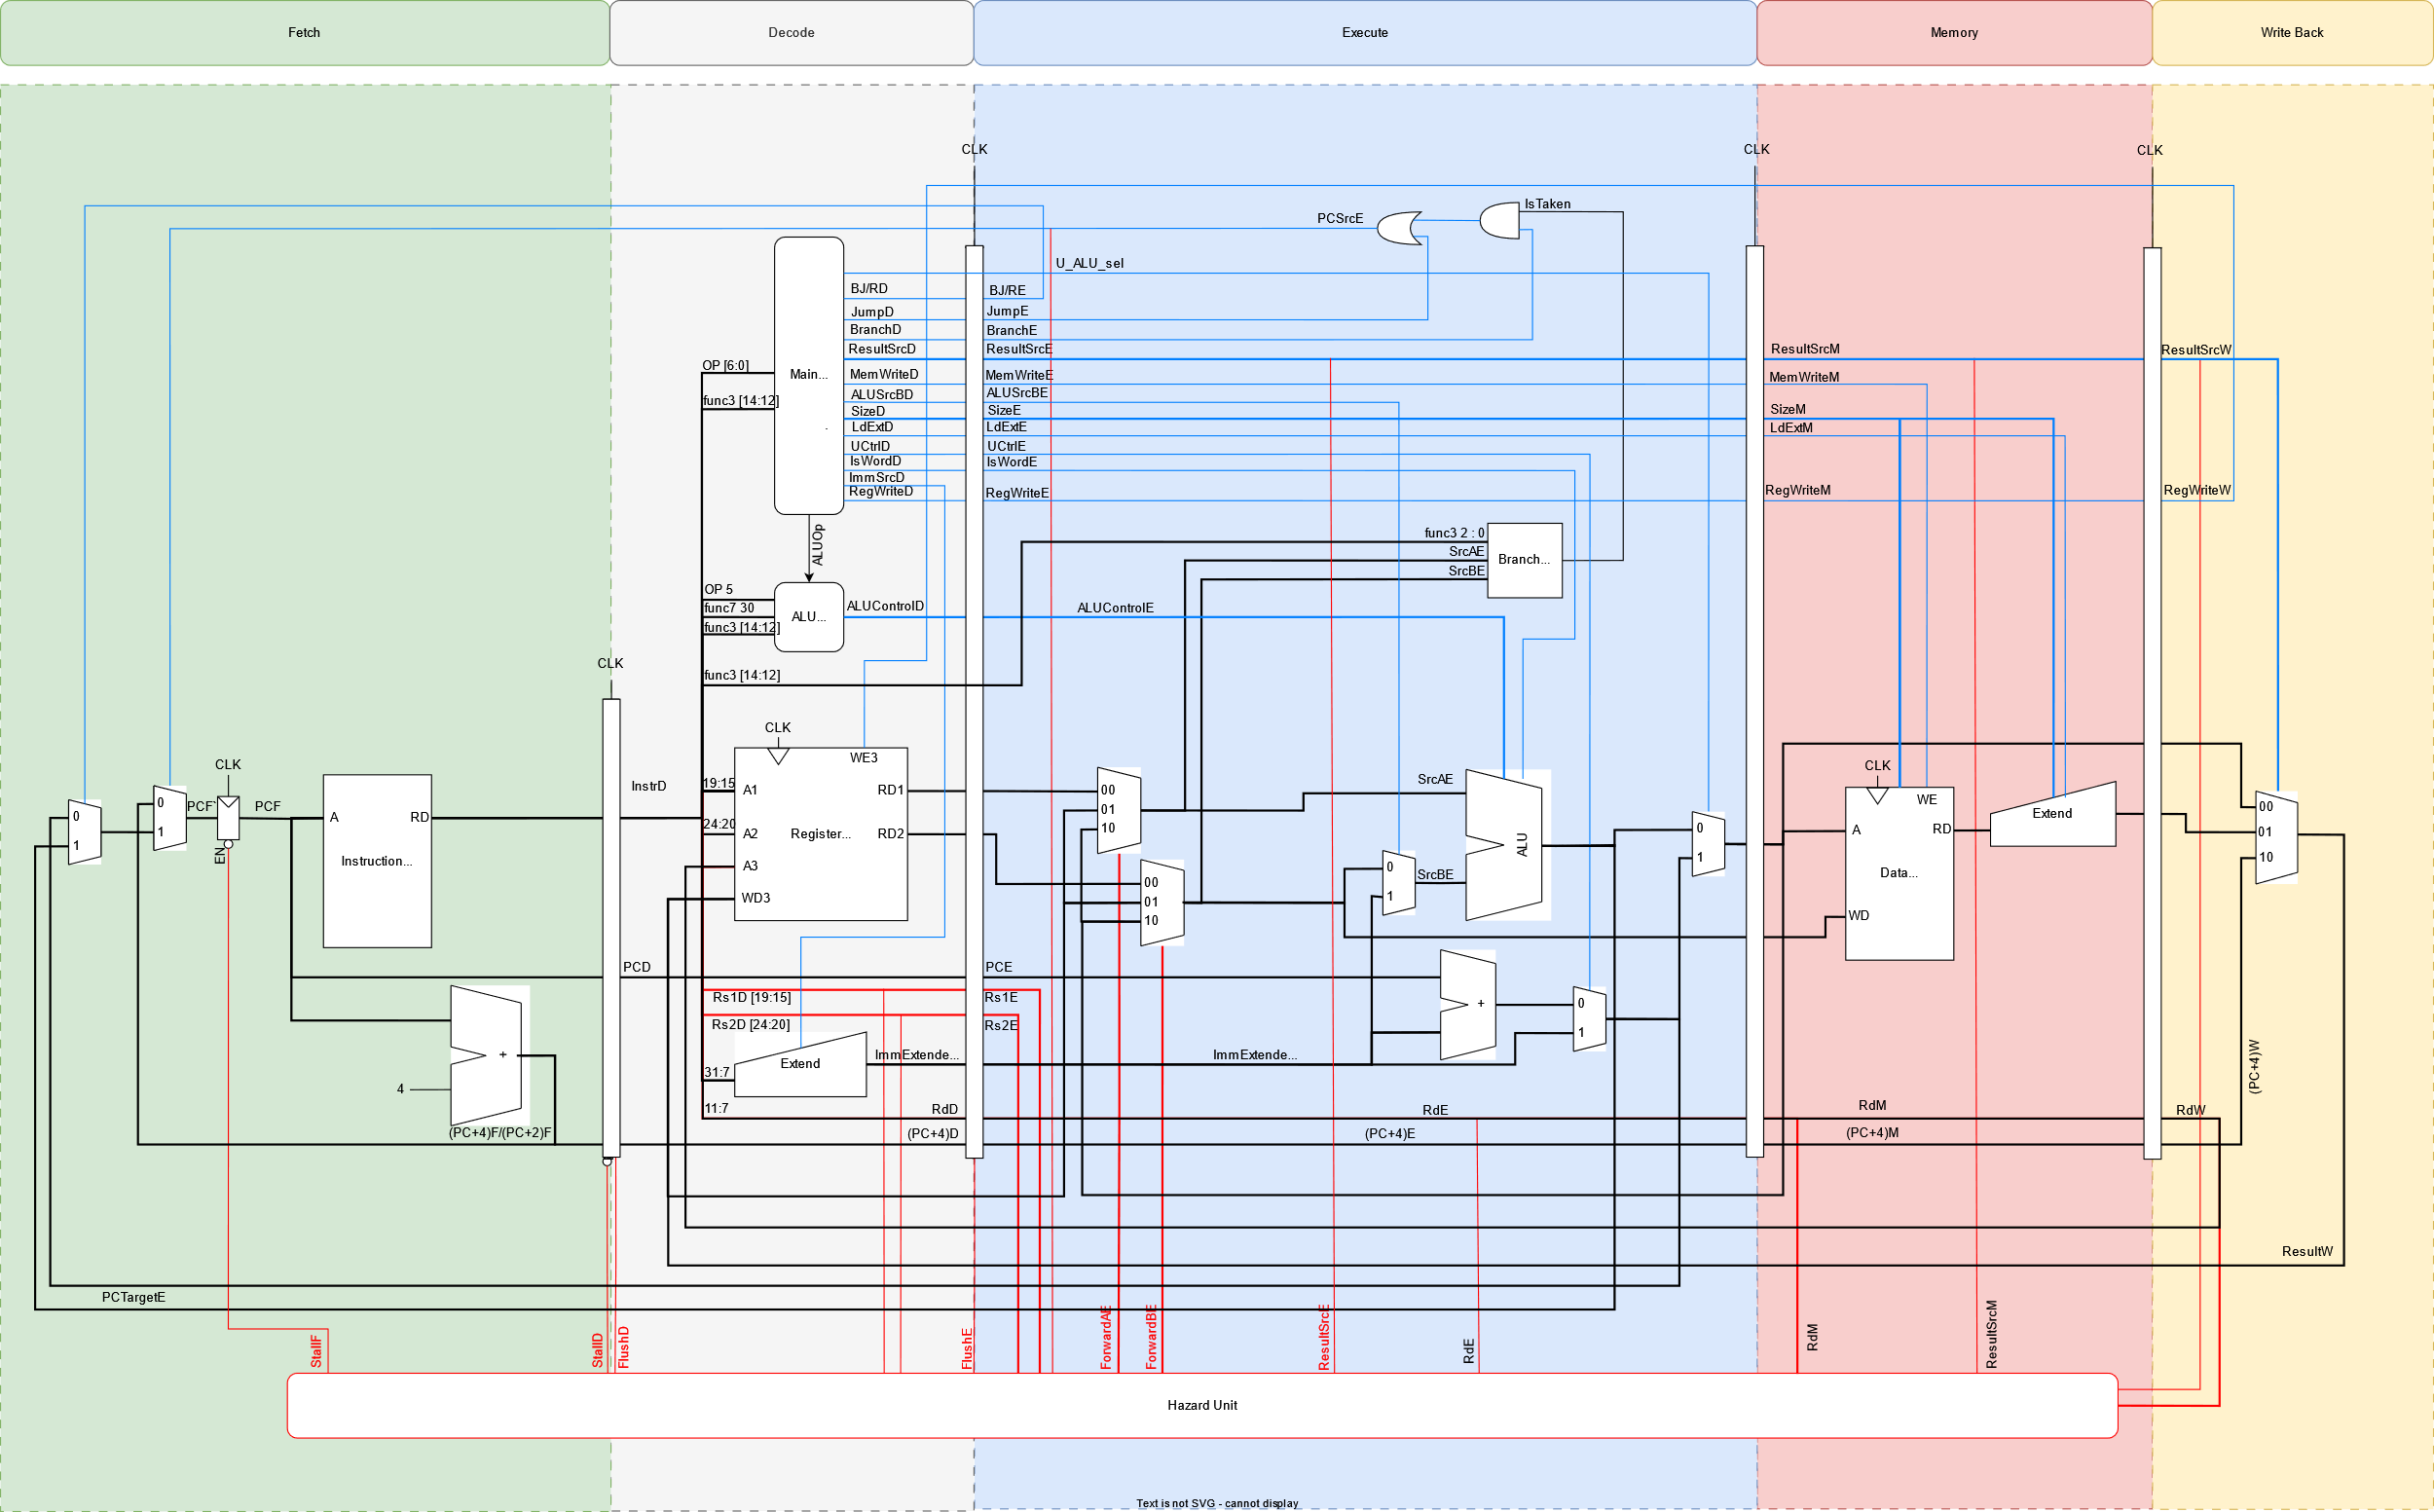 Fetch
Decode
Execute
Memory
Write Back
CLK
CLK
CLK
IsTaken
PCSrcE
U_ALU_sel
BJ/RD
BJ/RE
JumpD
JumpE
BranchD
BranchE
ResultSrcD
ResultSrcE
ResultSrcM
ResultSrcW
OP [6:0]
Main...
MemWriteD
MemWriteE
MemWriteM
func3 [14:12]
ALUSrcBD
ALUSrcBE
.
SizeD
SizeE
SizeM
LdExtD
LdExtE
LdExtM
UCtrlD
UCtrlE
IsWordD
IsWordE
ImmSrcD
RegWriteD
RegWriteE
RegWriteM
RegWriteW
ALUOp
func3 2 : 0
SrcAE
SrcBE
Branch...
OP 5
func7 30
func3 [14:12]
ALU...
ALUControlD
ALUControlE
CLK
func3 [14:12]
CLK
WE3
CLK
InstrD
19:15
A1
RD1
00
01
10
SrcAE
CLK
WE
0
1
PCF`
PCF
EN
A
RD
Instruction...
24:20
A2
Register...
RD2
A3
WD3
00
01
10
0
1
SrcBE
ALU
0
1
A
RD
Data...
WD
Extend
00
01
10
0
1
PCD
PCE
Rs1D [19:15]
Rs1E
Rs2D [24:20]
Rs2E
+
0
1
+
4
31:7
Extend
ImmExtende...
ImmExtende...
(PC+4)W
11:7
RdD
RdE
RdM
RdW
(PC+4)F/(PC+2)F
(PC+4)D
(PC+4)E
(PC+4)M
ResultW
PCTargetE
StallF
StallD
FlushD
FlushE
ForwardAE
ForwardBE
ResultSrcE
RdE
RdM
ResultSrcM
Hazard Unit
Text is not SVG - cannot display